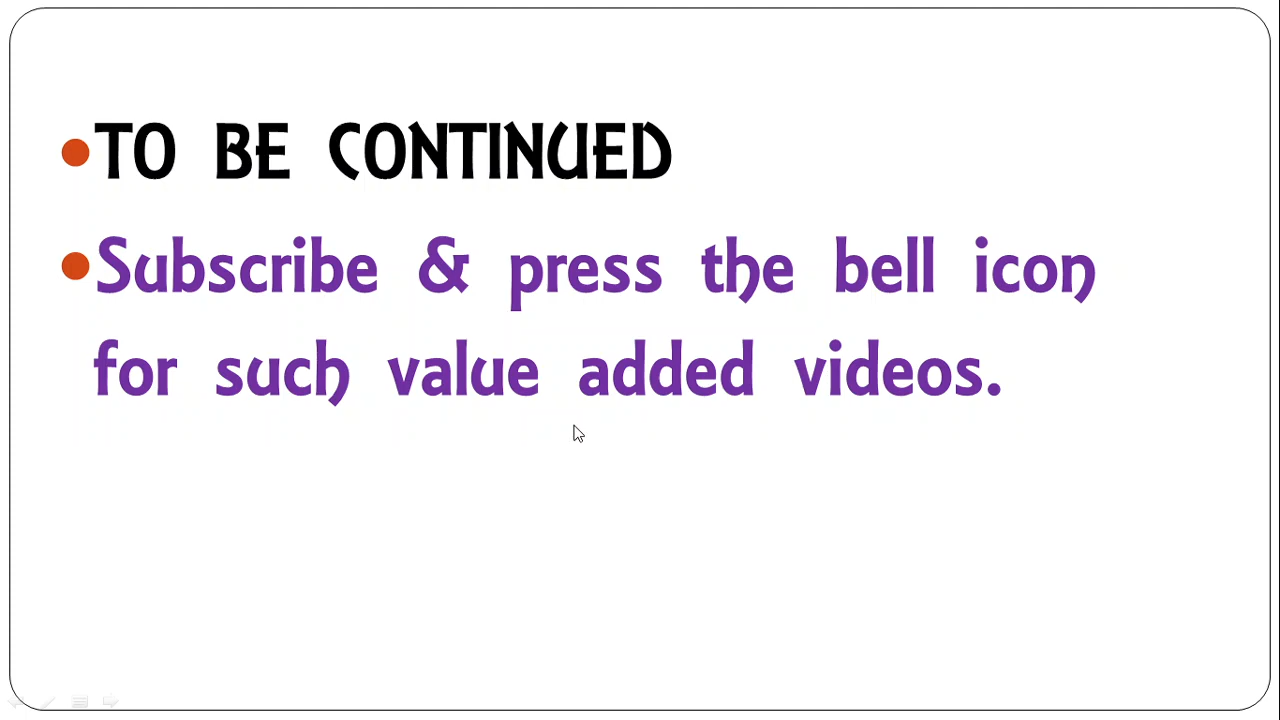 TO BE CONTINUED
Subscribe & press the bell icon
for such value added videos.